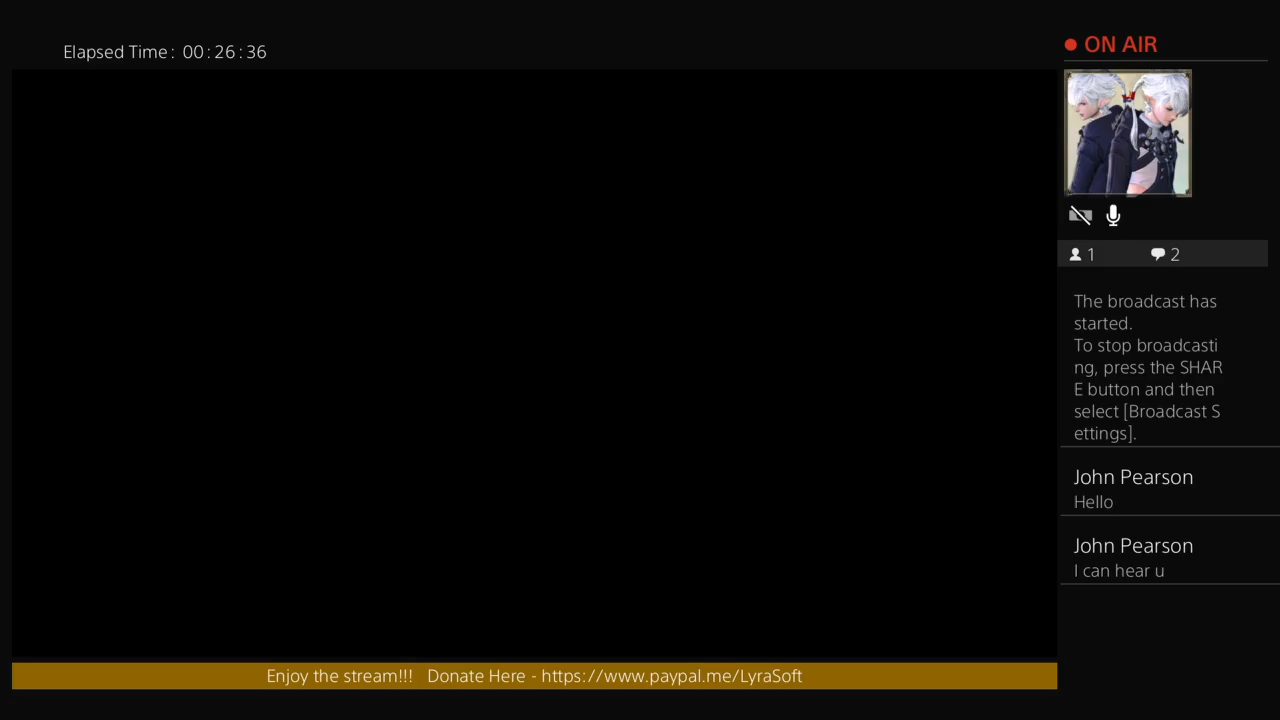 Elapsed Time: 00:26:36
ON AIR
1 2
The broadcast has
started.
To stop broadcasti
ng, press the SHAR
E button and then
select [Broadcast S
ettings].
John Pearson
Hello
John Pearson
I can hear u
Enjoy the stream!!! Donate Here - https://www.paypal.me/LyraSoft